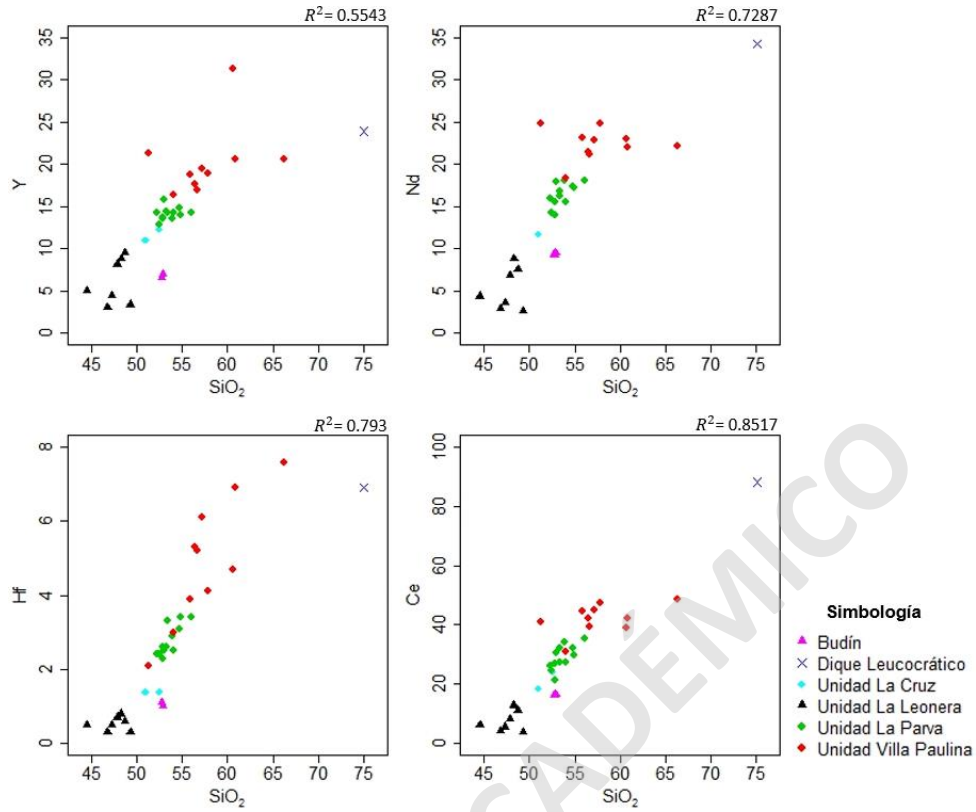 R² = 0.5543
Y
0 5 10 15 20 25 30 35
45 50 55 60 65 70 75
SiO₂
R² = 0.7287
Nd
0 5 10 15 20 25 30 35
45 50 55 60 65 70 75
SiO₂
R² = 0.793
Hf
0 2 4 6 8
45 50 55 60 65 70 75
SiO₂
R² = 0.8517
Ce
0 20 40 60 80 100
45 50 55 60 65 70 75
SiO₂
Simbología
Budín
Dique Leucocrático
Unidad La Cruz
Unidad La Leonera
Unidad La Parva
Unidad Villa Paulina
CADÉMICO